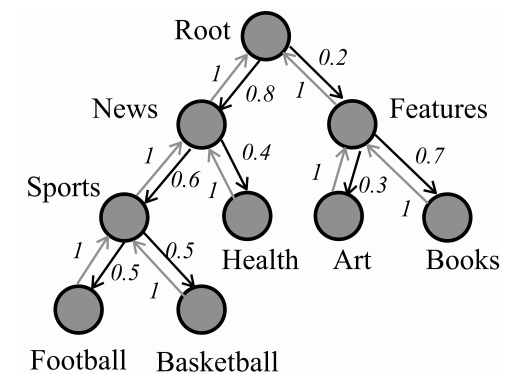 Root
0.2
1
0.8
1
News
Features
1
0.6
0.4
1
1
0.3
0.7
1
Sports
Health
Art
Books
1
0.5
0.5
1
Football
Basketball